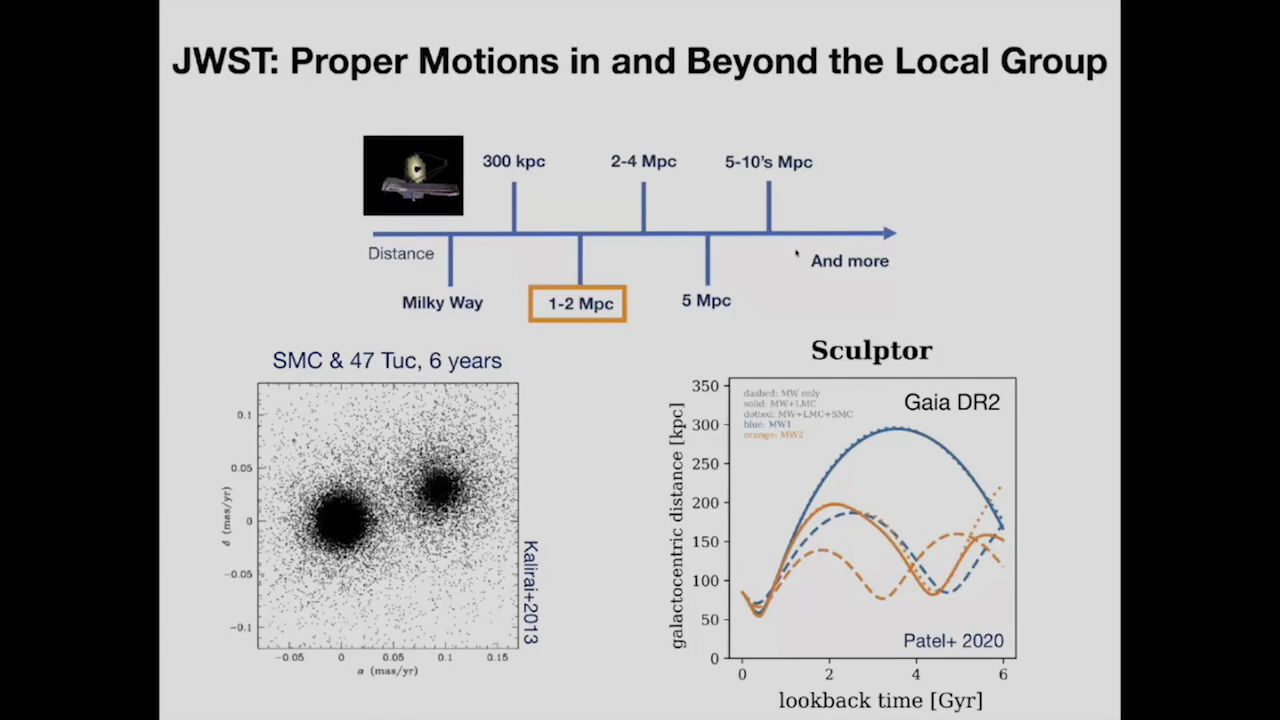 JWST: Proper Motions in and Beyond the Local Group
300 kpc
2-4 Mpc
5-10's Mpc
Distance
And more
Milky Way
1-2 Mpc
5 Mpc
SMC & 47 Tuc, 6 years
0.1
0.05
0
−0.05
−0.1
δ (mas/yr)
−0.05
0
0.05
0.1
0.15
α (mas/yr)
Kalirai+2013
Sculptor
350
300
250
200
150
100
50
0
galactocentric distance [kpc]
dashed: MW only
solid: MW+LMC
dotted: MW+LMC+SMC
blue: MW1
orange: MW2
Gaia DR2
Patel+ 2020
0
2
4
6
lookback time [Gyr]